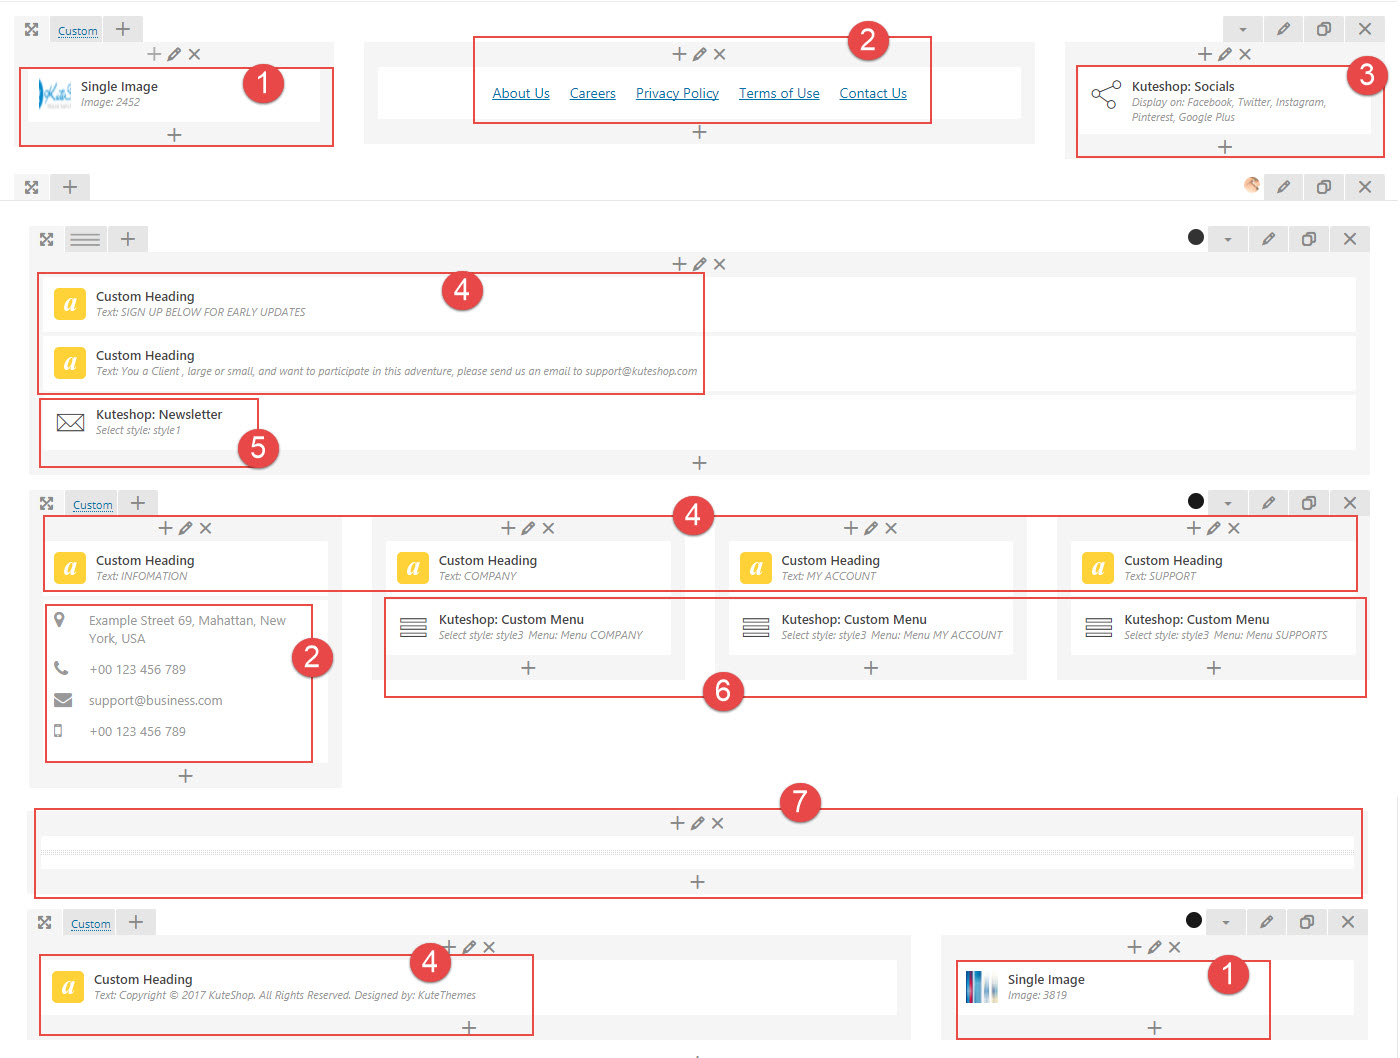 Custom
1
Single Image
Image: 2452
2
About Us Careers Privacy Policy Terms of Use Contact Us
3
Kuteshop: Socials
Display on: Facebook, Twitter, Instagram,
Pinterest, Google Plus
4
a Custom Heading
Text: SIGN UP BELOW FOR EARLY UPDATES
a Custom Heading
Text: You a Client , large or small, and want to participate in this adventure, please send us an email to support@kuteshop.com
Kuteshop: Newsletter
Select style: style1
5
Custom
4
a Custom Heading
Text: INFOMATION
a Custom Heading
Text: COMPANY
a Custom Heading
Text: MY ACCOUNT
a Custom Heading
Text: SUPPORT
Example Street 69, Mahattan, New
York, USA
+00 123 456 789
support@business.com
+00 123 456 789
2
Kuteshop: Custom Menu
Select style: style3 Menu: Menu COMPANY
Kuteshop: Custom Menu
Select style: style3 Menu: Menu MY ACCOUNT
Kuteshop: Custom Menu
Select style: style3 Menu: Menu SUPPORTS
6
7
Custom
4
a Custom Heading
Text: Copyright © 2017 KuteShop. All Rights Reserved. Designed by: KuteThemes
1
Single Image
Image: 3819